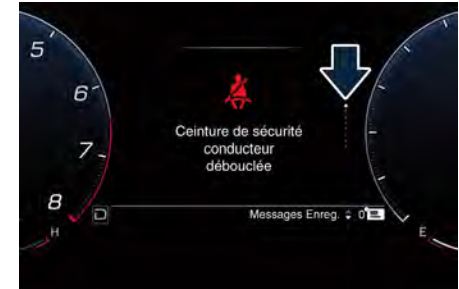 5
6
7
8
H
Ceinture de sécurité
conducteur
débouclée
D
Messages Enreg. 0
E